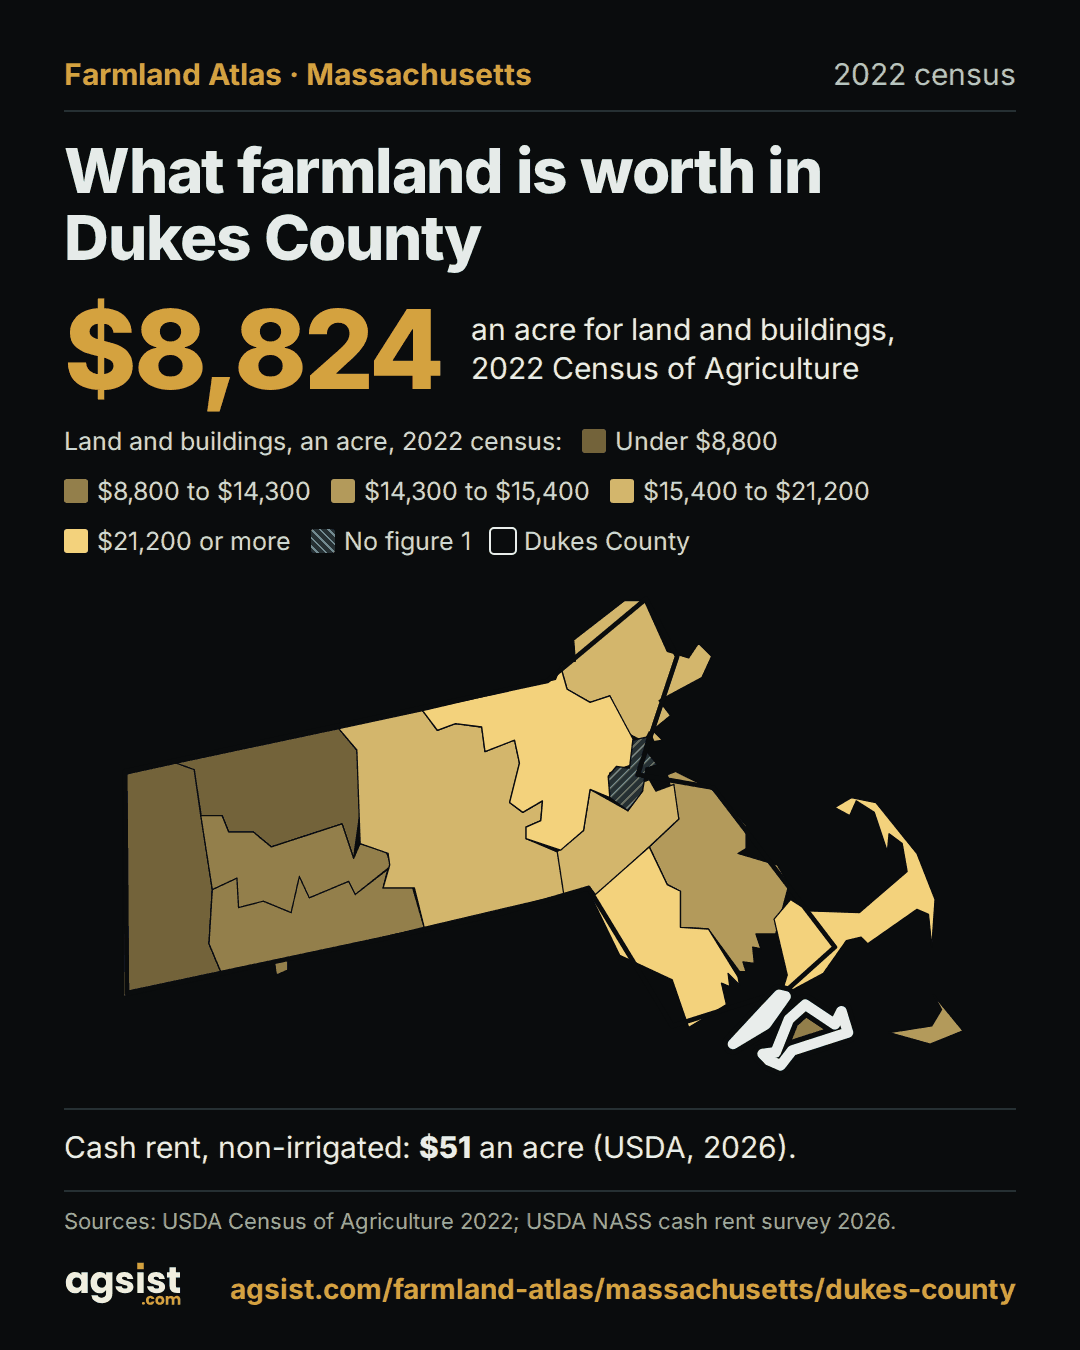 Farmland Atlas · Massachusetts
2022 census
What farmland is worth in
Dukes County
$8,824
an acre for land and buildings,
2022 Census of Agriculture
Land and buildings, an acre, 2022 census: Under $8,800
$8,800 to $14,300 $14,300 to $15,400 $15,400 to $21,200
$21,200 or more No figure 1 Dukes County
Cash rent, non-irrigated: $51 an acre (USDA, 2026).
Sources: USDA Census of Agriculture 2022; USDA NASS cash rent survey 2026.
agsist
.com
agsist.com/farmland-atlas/massachusetts/dukes-county